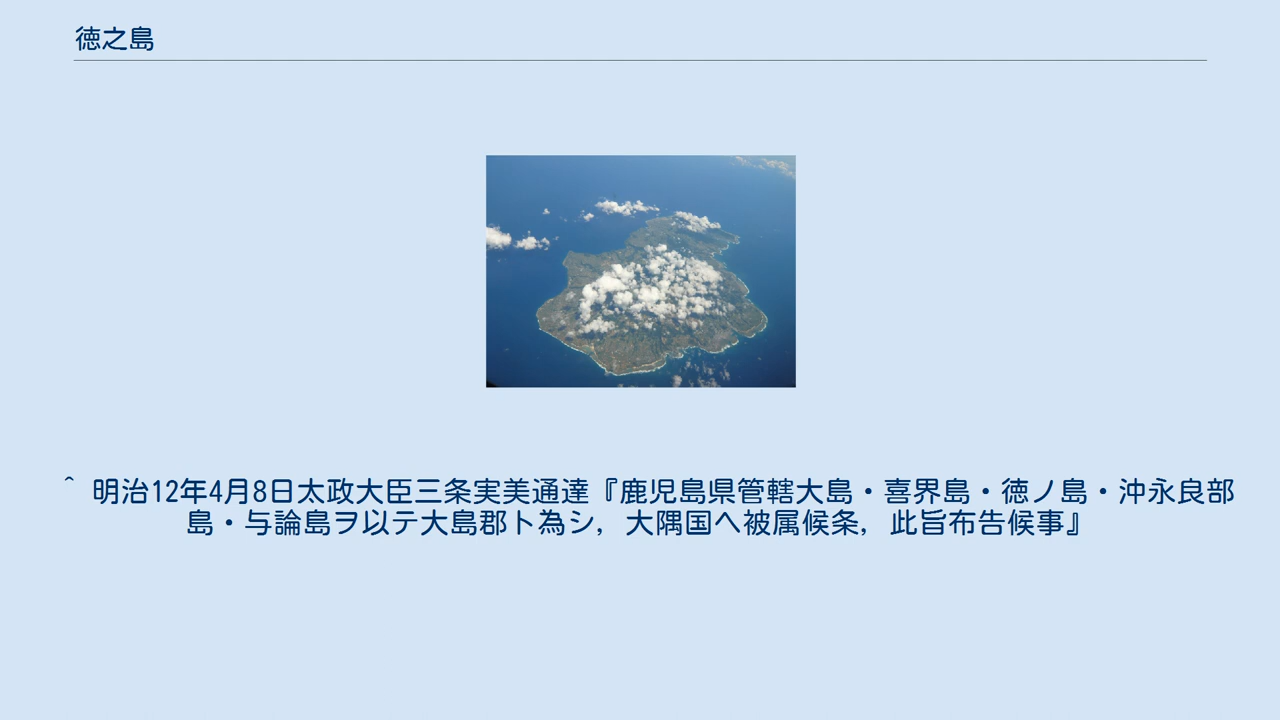 徳之島
^ 明治12年4月8日太政大臣三条実美通達『鹿児島県管轄大島・喜界島・徳ノ島・沖永良部
島・与論島ヲ以テ大島郡ト為シ，大隅国ヘ被属候条，此旨布告候事』